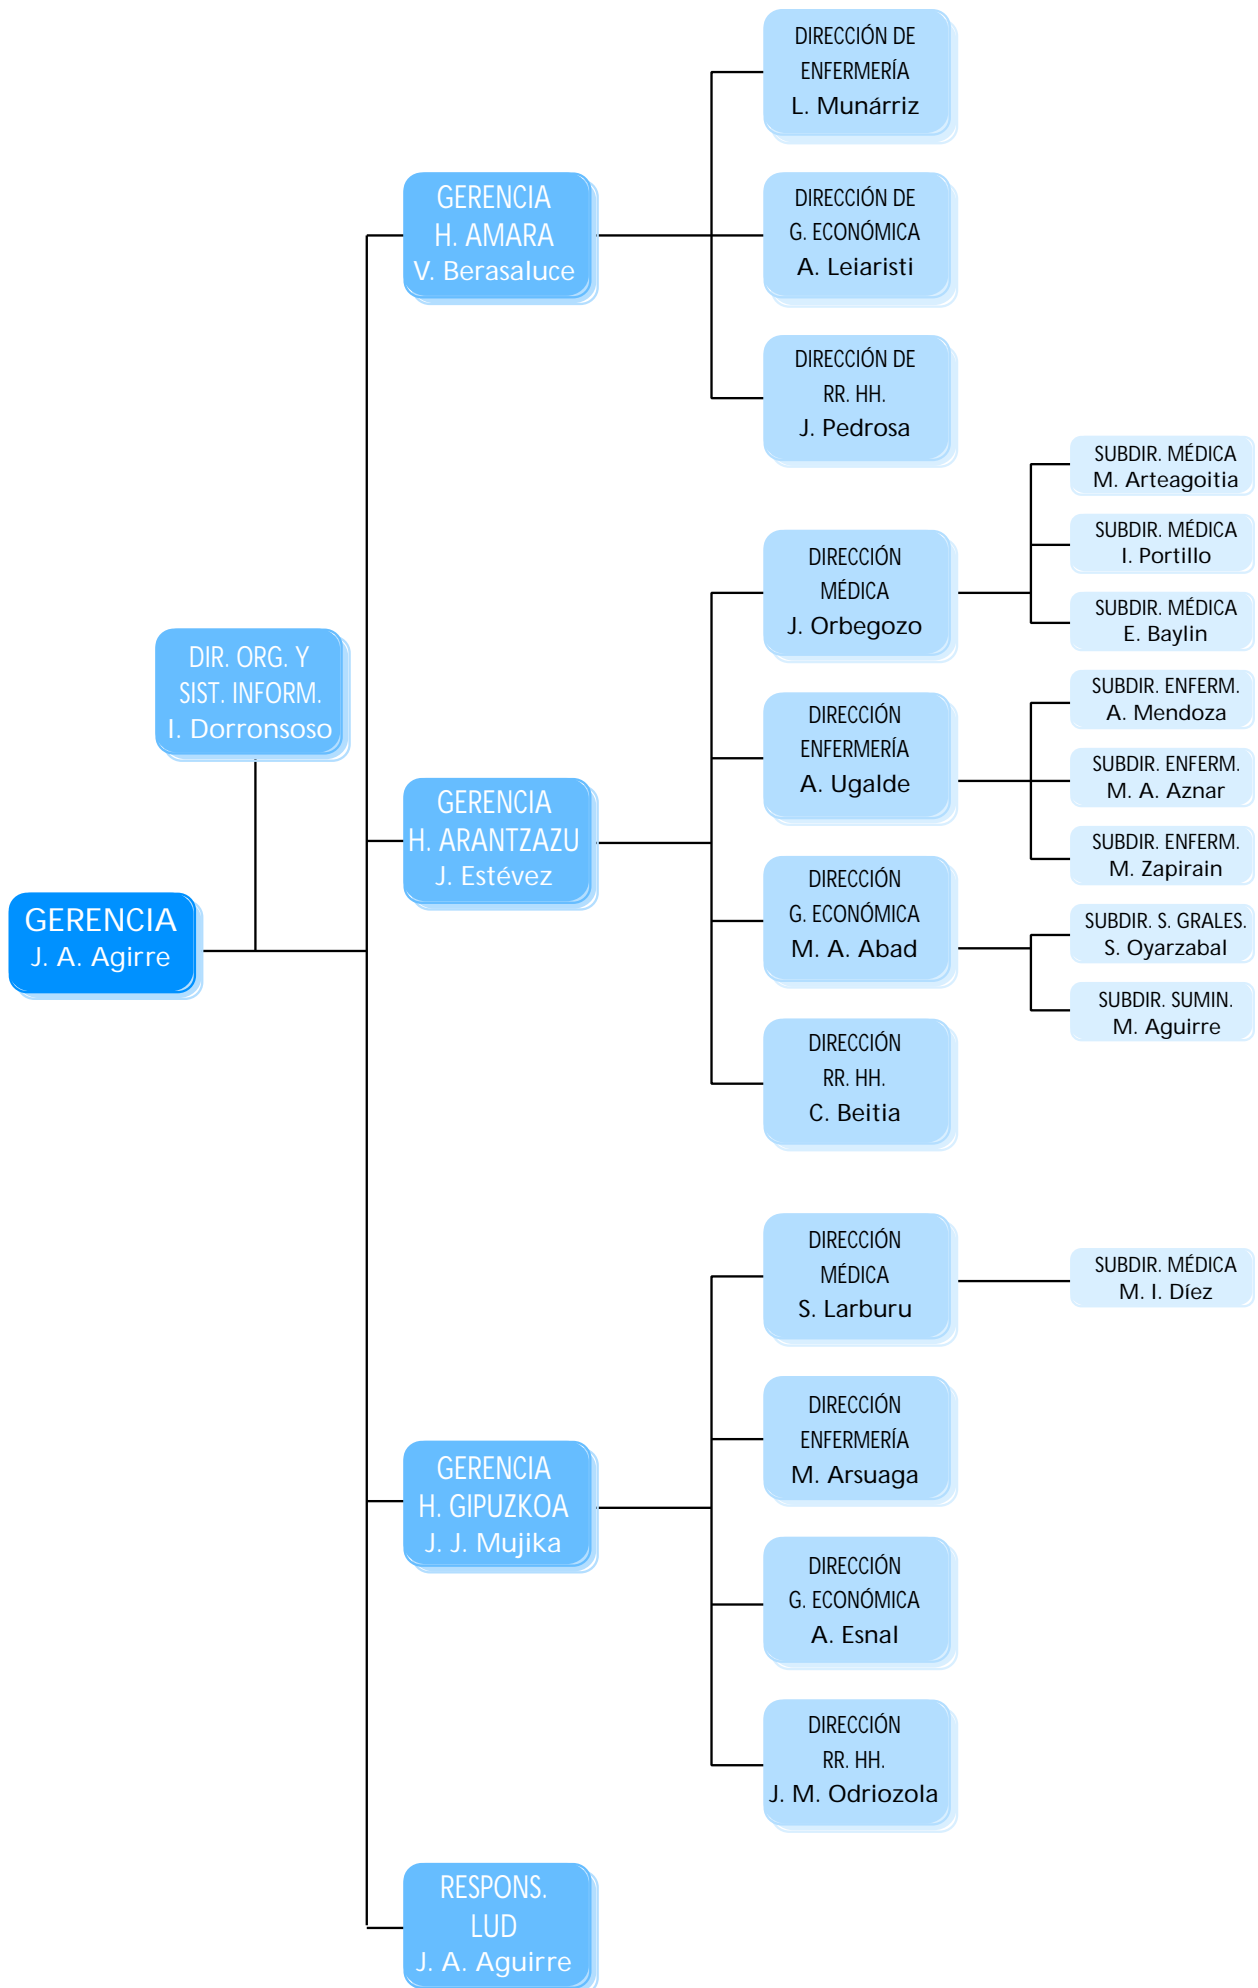 GERENCIA
J. A. Agirre
DIR. ORG. Y
SIST. INFORM.
I. Dorronsoso
GERENCIA
H. AMARA
V. Berasaluce
DIRECCIÓN DE
ENFERMERÍA
L. Munárriz
DIRECCIÓN DE
G. ECONÓMICA
A. Leiaristi
DIRECCIÓN DE
RR. HH.
J. Pedrosa
GERENCIA
H. ARANTZAZU
J. Estévez
DIRECCIÓN
MÉDICA
J. Orbegozo
SUBDIR. MÉDICA
M. Arteagoitia
SUBDIR. MÉDICA
I. Portillo
SUBDIR. MÉDICA
E. Baylin
DIRECCIÓN
ENFERMERÍA
A. Ugalde
SUBDIR. ENFERM.
A. Mendoza
SUBDIR. ENFERM.
M. A. Aznar
SUBDIR. ENFERM.
M. Zapirain
DIRECCIÓN
G. ECONÓMICA
M. A. Abad
SUBDIR. S. GRALES.
S. Oyarzabal
SUBDIR. SUMIN.
M. Aguirre
DIRECCIÓN
RR. HH.
C. Beitia
GERENCIA
H. GIPUZKOA
J. J. Mujika
DIRECCIÓN
MÉDICA
S. Larburu
SUBDIR. MÉDICA
M. I. Díez
DIRECCIÓN
ENFERMERÍA
M. Arsuaga
DIRECCIÓN
G. ECONÓMICA
A. Esnal
DIRECCIÓN
RR. HH.
J. M. Odriozola
RESPONS.
LUD
J. A. Aguirre